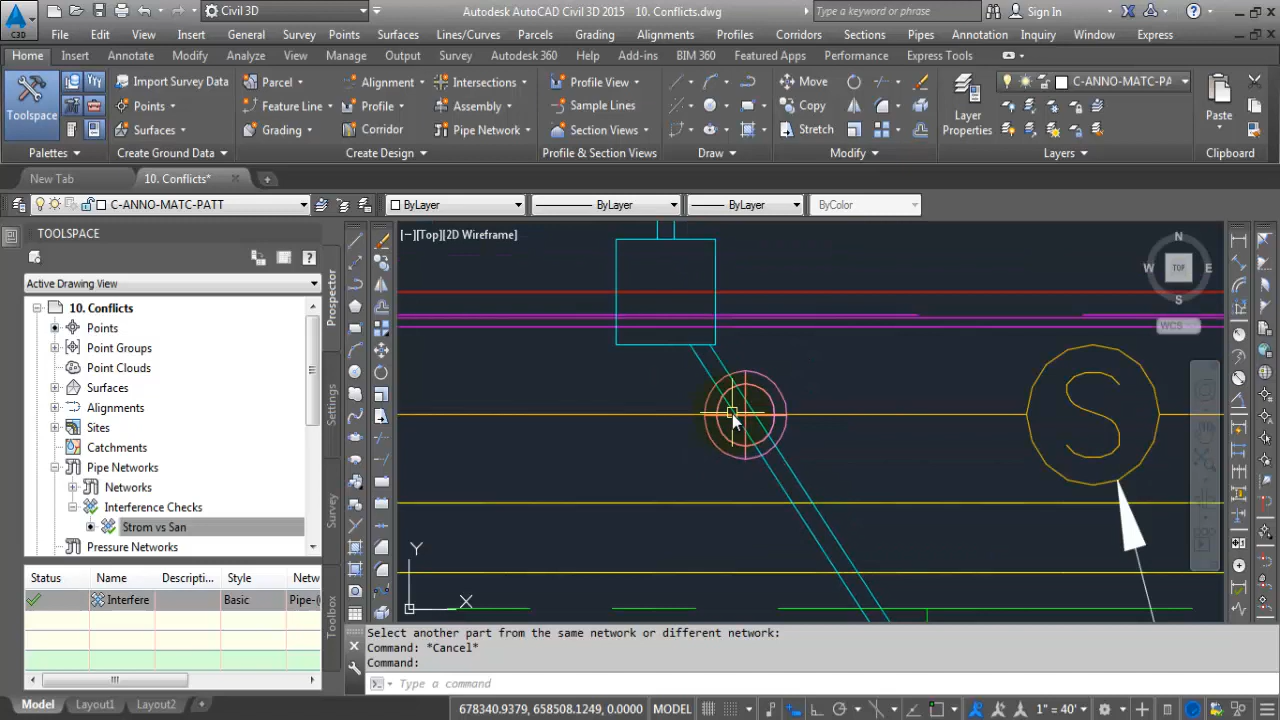 Civil 3D
Autodesk AutoCAD Civil 3D 2015 10. Conflicts.dwg
Type a keyword or phrase
Sign In
C3D
File Edit View Insert General Survey Points Surfaces Lines/Curves Parcels Grading Alignments Profiles Corridors Sections Pipes Annotation Inquiry Window Express
Home Insert Annotate Modify Analyze View Manage Output Survey Autodesk 360 Help Add-ins BIM 360 Featured Apps Performance Express Tools
Import Survey Data Parcel Alignment Intersections Profile View Move C-ANNO-MATC-PA
Toolspace Points Feature Line Profile Assembly Sample Lines Copy Layer Properties Paste
Surfaces Grading Corridor Pipe Network Section Views Stretch
Palettes Create Ground Data Create Design Profile & Section Views Draw Modify Layers Clipboard
New Tab 10. Conflicts*
C-ANNO-MATC-PATT ByLayer ByLayer ByLayer ByColor
TOOLSPACE
[−][Top][2D Wireframe]
Active Drawing View
10. Conflicts
Points
Point Groups
Point Clouds
Surfaces
Alignments
Sites
Catchments
Pipe Networks
Networks
Interference Checks
Strom vs San
Pressure Networks
Prospector
Settings
Survey
Toolbox
Status Name Descripti... Style Netw
Interfere Basic Pipe-(
N
W TOP E
S
WCS
S
Y
X
Select another part from the same network or different network:
Command: *Cancel*
Command:
Type a command
Model Layout1 Layout2 +
678340.9379, 658508.1249, 0.0000 MODEL 1" = 40'